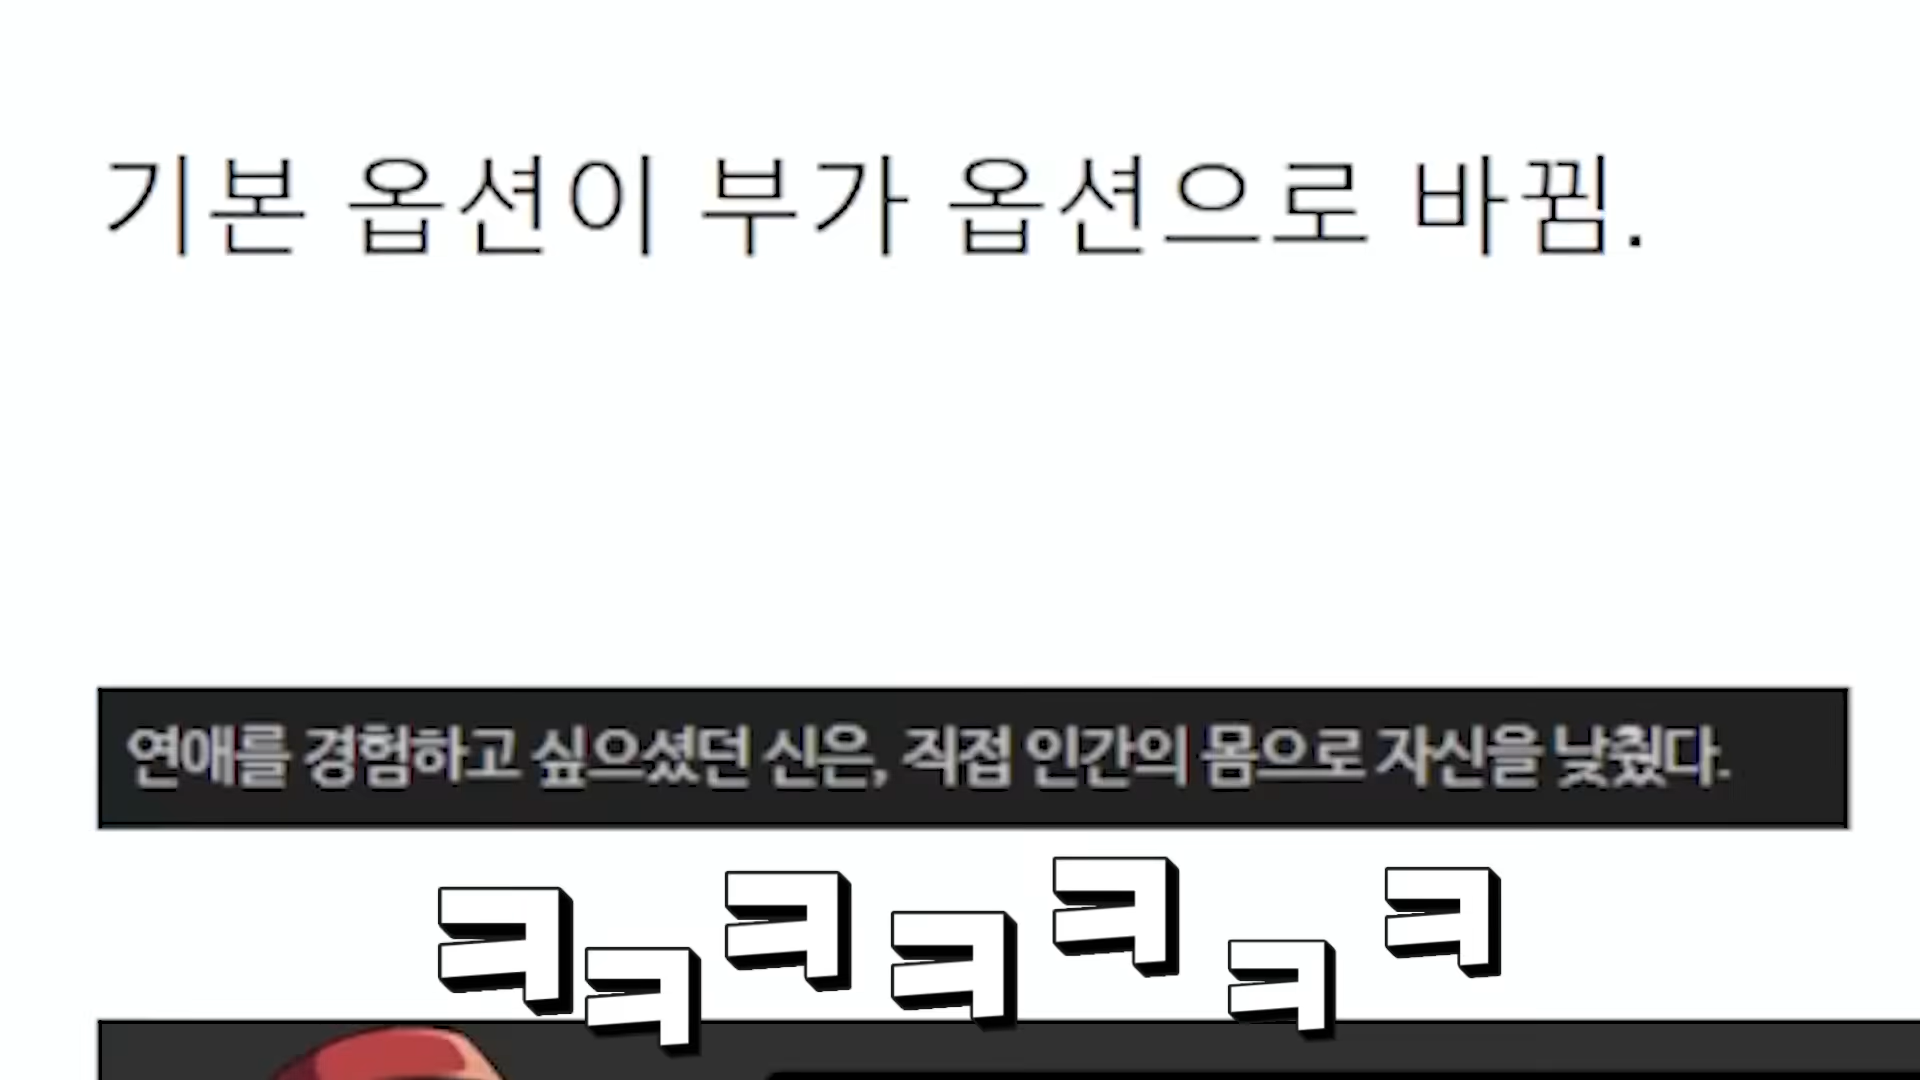 기본 옵션이 부가 옵션으로 바뀜.
연애를 경험하고 싶으셨던 신은, 직접 인간의 몸으로 자신을 낮췄다.
ㅋㅋㅋㅋㅋㅋㅋ